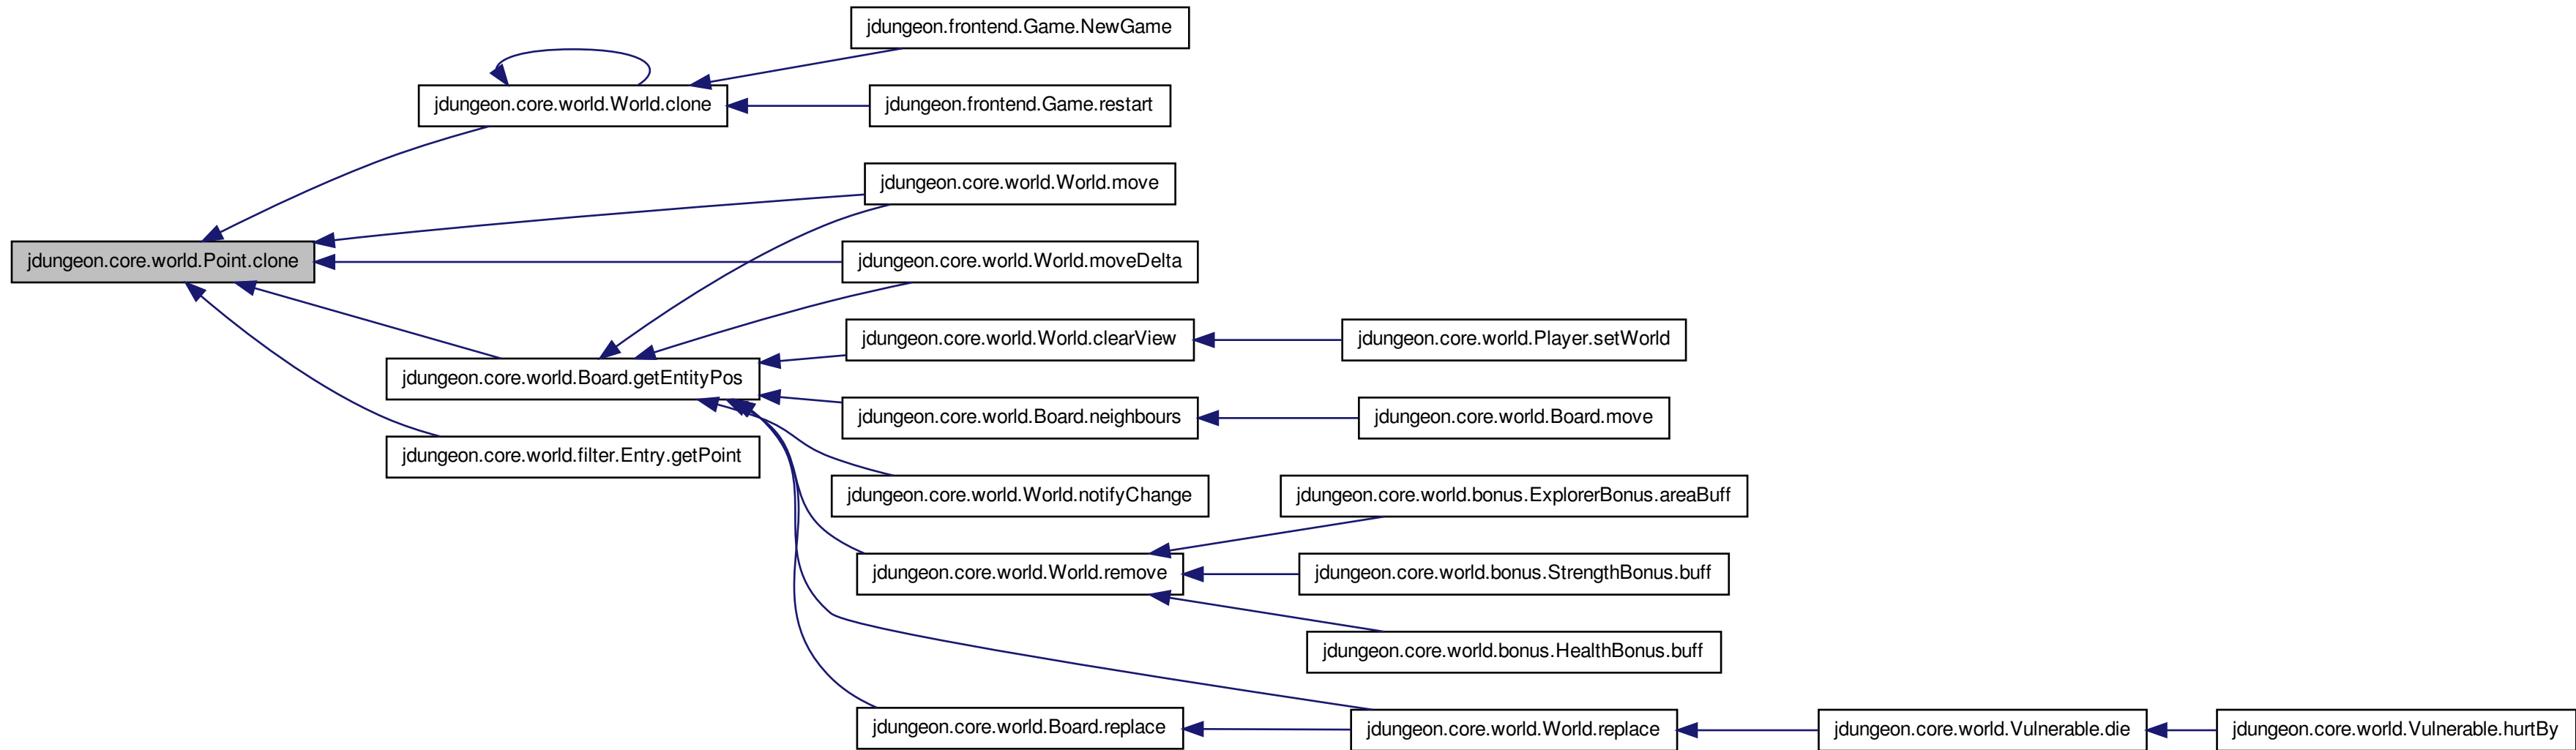 jdungeon.frontend.Game.NewGame
jdungeon.core.world.World.clone
jdungeon.frontend.Game.restart
jdungeon.core.world.World.move
jdungeon.core.world.Point.clone
jdungeon.core.world.World.moveDelta
jdungeon.core.world.World.clearView
jdungeon.core.world.Player.setWorld
jdungeon.core.world.Board.getEntityPos
jdungeon.core.world.Board.neighbours
jdungeon.core.world.Board.move
jdungeon.core.world.filter.Entry.getPoint
jdungeon.core.world.World.notifyChange
jdungeon.core.world.bonus.ExplorerBonus.areaBuff
jdungeon.core.world.World.remove
jdungeon.core.world.bonus.StrengthBonus.buff
jdungeon.core.world.bonus.HealthBonus.buff
jdungeon.core.world.Board.replace
jdungeon.core.world.World.replace
jdungeon.core.world.Vulnerable.die
jdungeon.core.world.Vulnerable.hurtBy